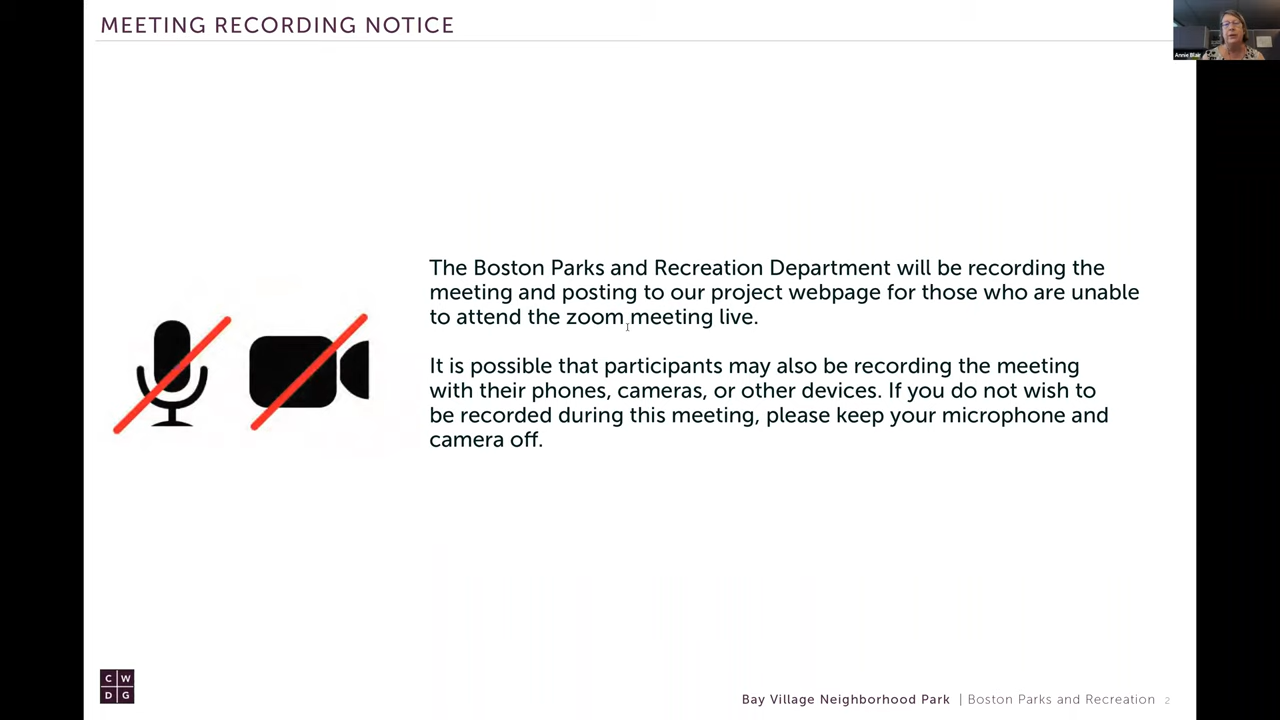 MEETING RECORDING NOTICE
Annie Blair
The Boston Parks and Recreation Department will be recording the
meeting and posting to our project webpage for those who are unable
to attend the zoom meeting live.
It is possible that participants may also be recording the meeting
with their phones, cameras, or other devices. If you do not wish to
be recorded during this meeting, please keep your microphone and
camera off.
C W
D G
Bay Village Neighborhood Park | Boston Parks and Recreation 2